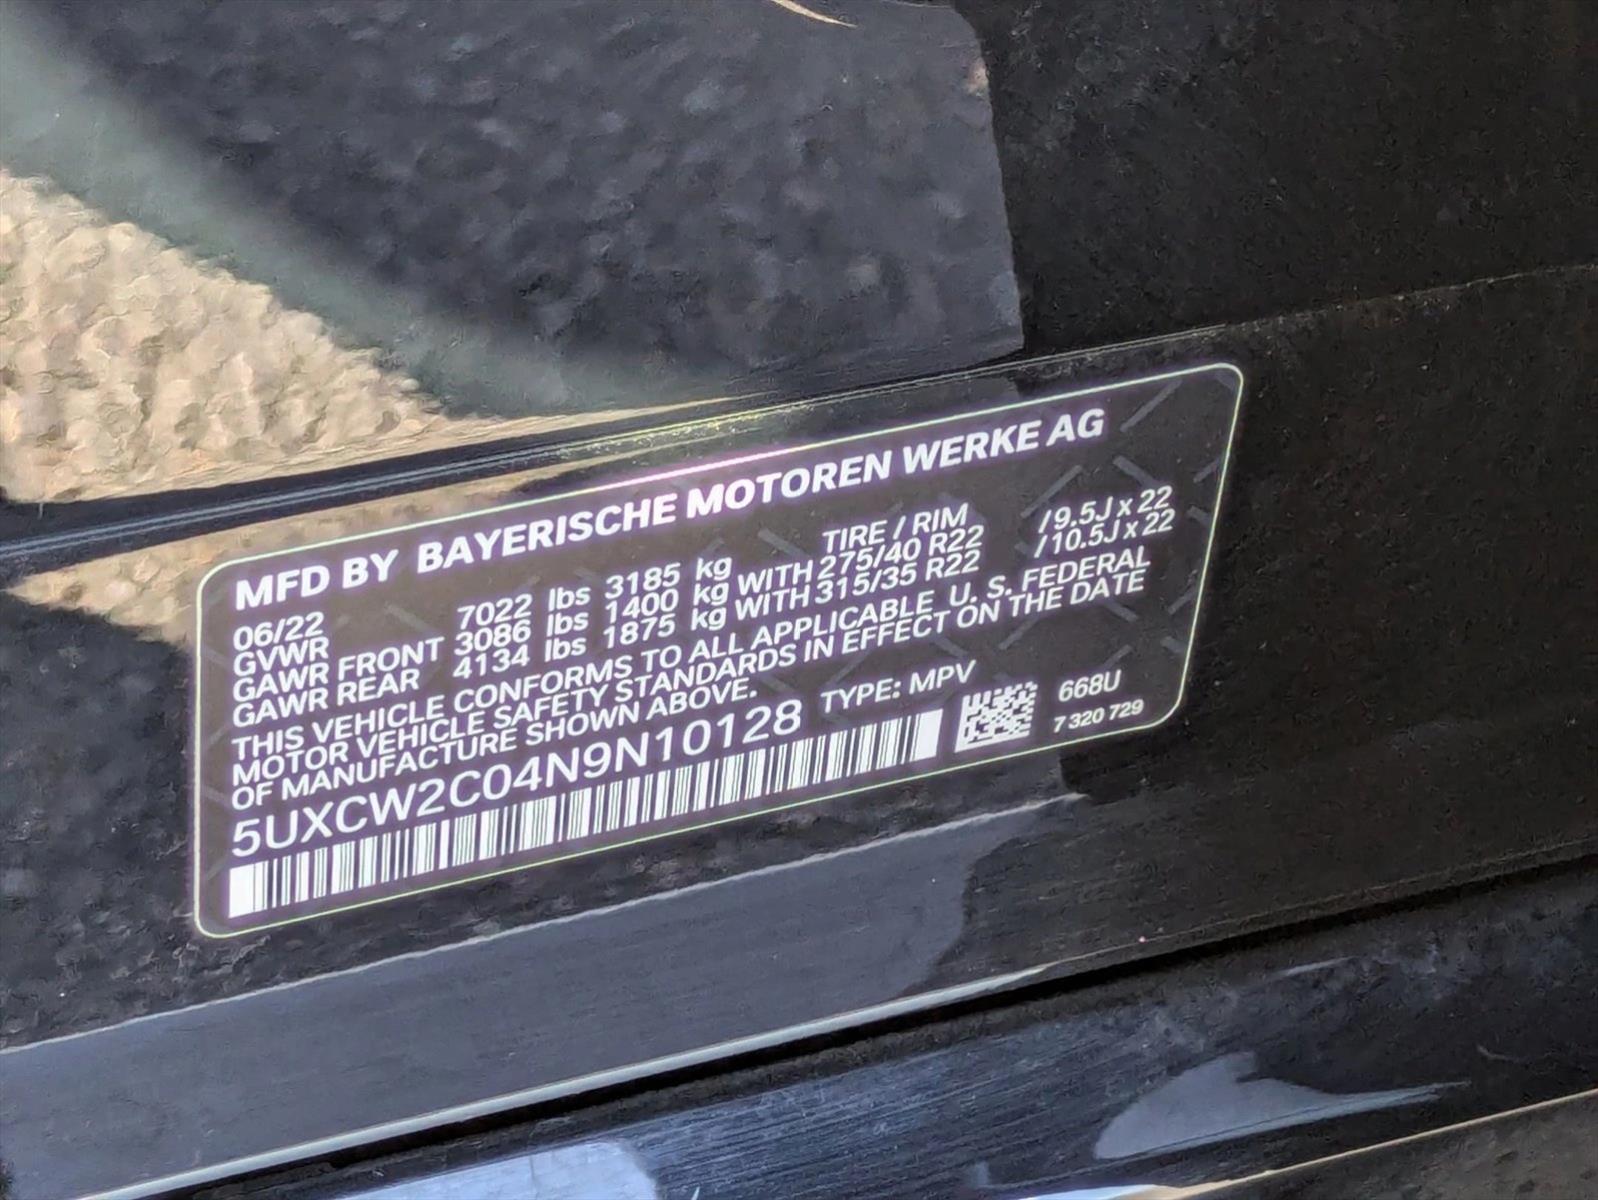 MFD BY BAYERISCHE MOTOREN WERKE AG
06/22 TIRE / RIM
GVWR 7022 lbs 3185 kg
GAWR FRONT 3086 lbs 1400 kg WITH 275/40 R22 /9.5J x 22
GAWR REAR 4134 lbs 1875 kg WITH 315/35 R22 /10.5J x 22
THIS VEHICLE CONFORMS TO ALL APPLICABLE U. S. FEDERAL
MOTOR VEHICLE SAFETY STANDARDS IN EFFECT ON THE DATE
OF MANUFACTURE SHOWN ABOVE.
5UXCW2C04N9N10128 TYPE: MPV
668U
7 320 729